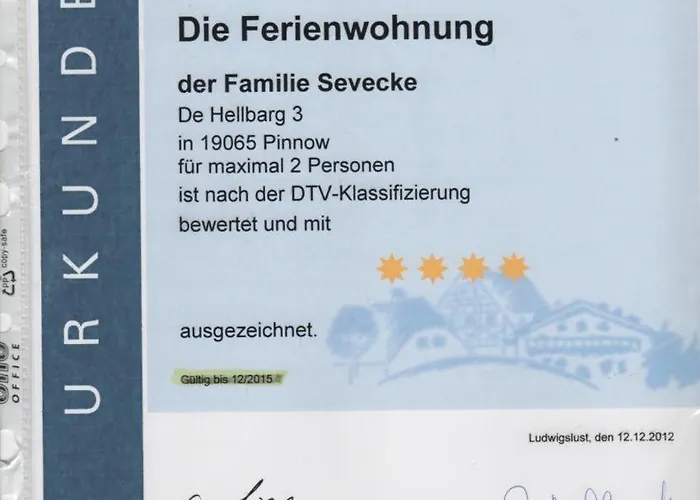 URKUNDE
Die Ferienwohnung
der Familie Sevecke
De Hellbarg 3
in 19065 Pinnow
für maximal 2 Personen
ist nach der DTV-Klassifizierung
bewertet und mit
ausgezeichnet.
Gültig bis 12/2015
Ludwigslust, den 12.12.2012
copy-safe
OFFICE